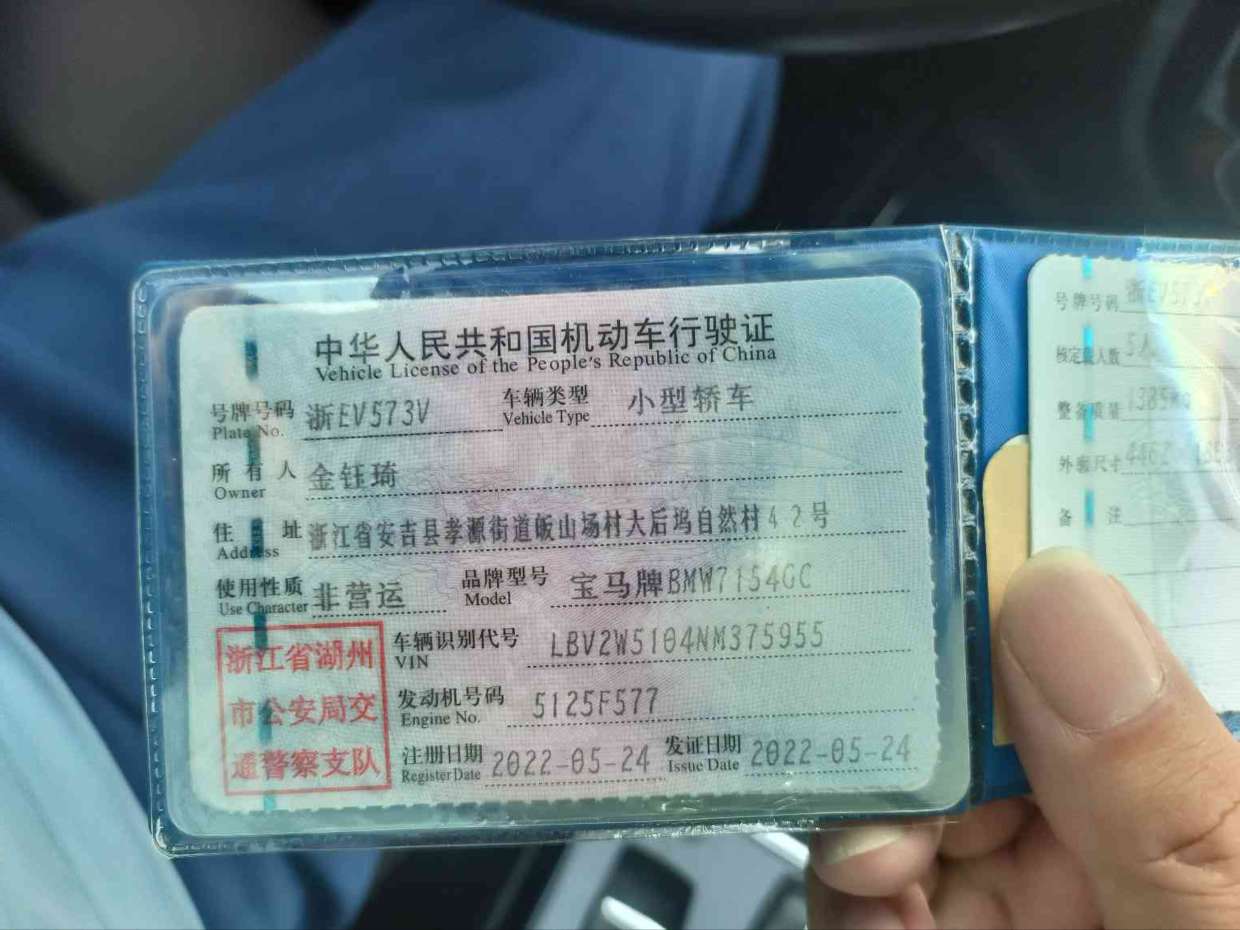 中华人民共和国机动车行驶证
Vehicle License of the People's Republic of China
号牌号码 浙EV573V 车辆类型 小型轿车
Plate No. Vehicle Type
所有人 金钰琦
Owner
住址 浙江省安吉县孝源街道皈山场村大后坞自然村42号
Address
使用性质 非营运 品牌型号 宝马牌BMW7154GC
Use Character Model
车辆识别代号 LBV2W5104NM375955
VIN
发动机号码 5125F577
Engine No.
注册日期 2022-05-24 发证日期 2022-05-24
Register Date Issue Date
浙江省湖州
市公安局交
通警察支队
号牌号码
核定载人数
整备质量
外廓尺寸
备注